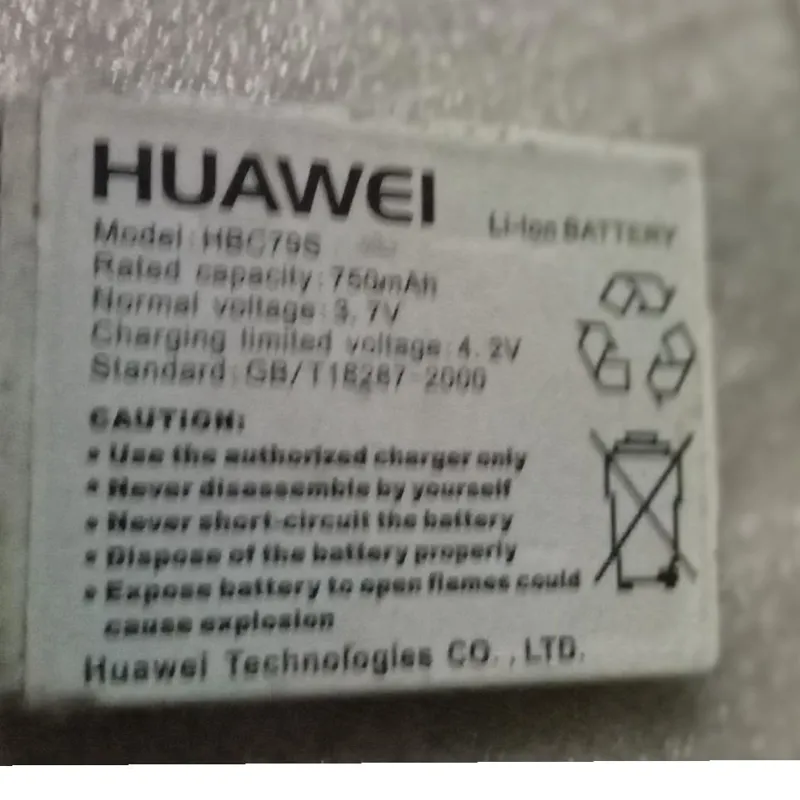 HUAWEI
Li-Ion BATTERY
Model: HBC79S
Rated capacity: 750mAh
Normal voltage: 3.7V
Charging limited voltage: 4.2V
Standard: GB/T18287-2000
CAUTION:
• Use the authorized charger only
• Never disassemble by yourself
• Never short-circuit the battery
• Dispose of the battery properly
• Expose battery to open flames could
cause explosion
Huawei Technologies CO., LTD.